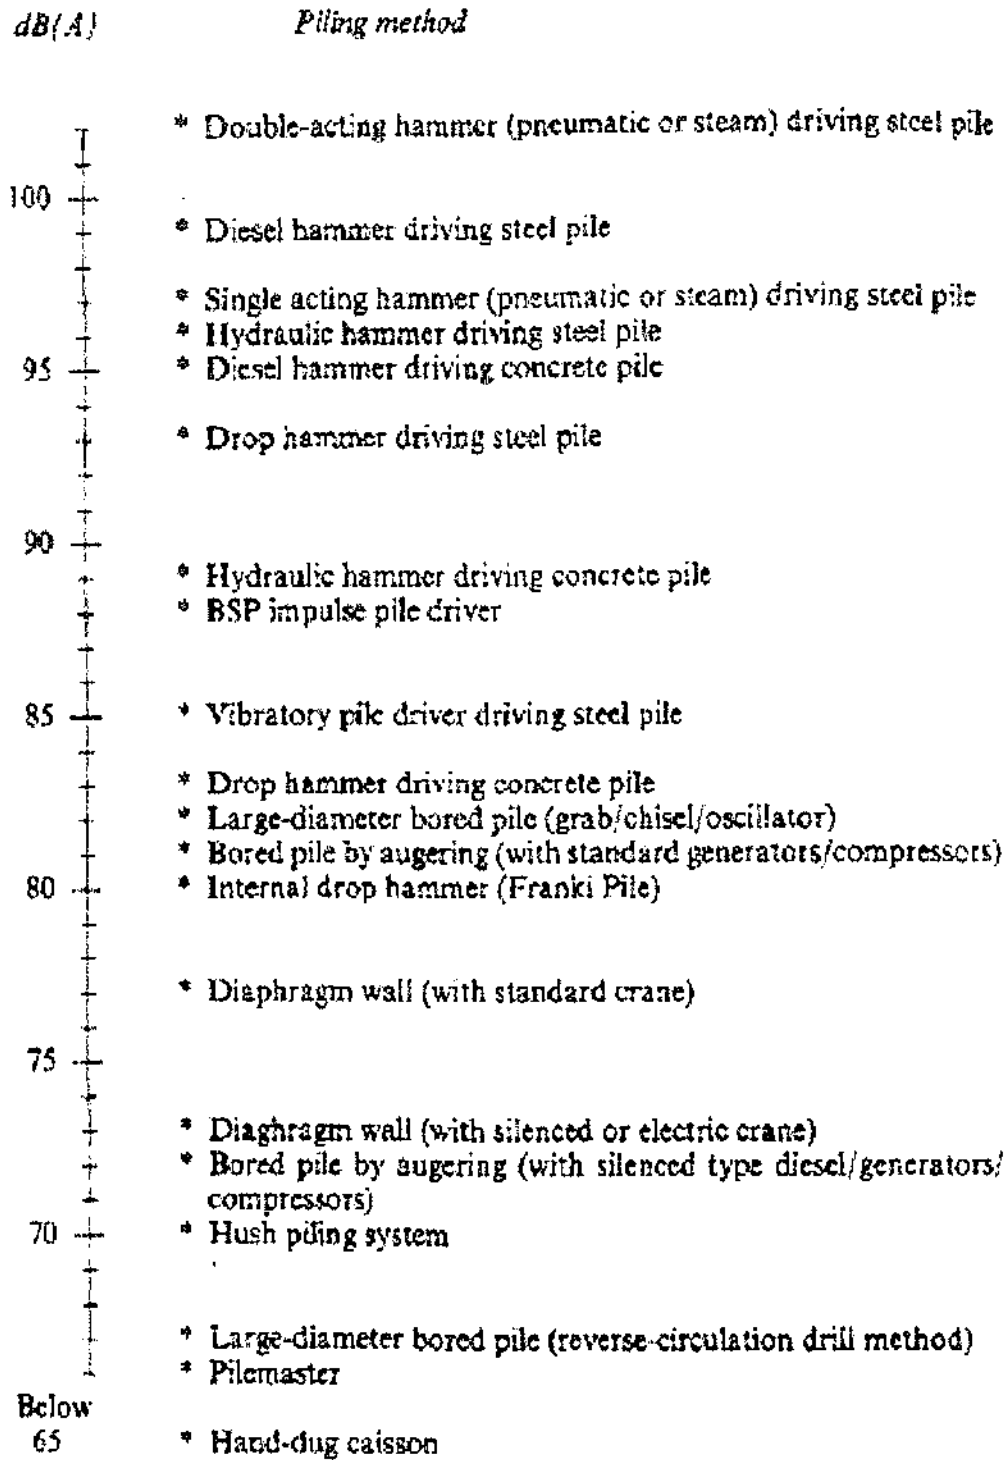 dB(A) Piling method
* Double-acting hammer (pneumatic or steam) driving steel pile
100
* Diesel hammer driving steel pile
* Single acting hammer (pneumatic or steam) driving steel pile
* Hydraulic hammer driving steel pile
95 * Diesel hammer driving concrete pile
* Drop hammer driving steel pile
90
* Hydraulic hammer driving concrete pile
* BSP impulse pile driver
85 * Vibratory pile driver driving steel pile
* Drop hammer driving concrete pile
* Large-diameter bored pile (grab/chisel/oscillator)
* Bored pile by augering (with standard generators/compressors)
80 * Internal drop hammer (Franki Pile)
* Diaphragm wall (with standard crane)
75
* Diaghragm wall (with silenced or electric crane)
* Bored pile by augering (with silenced type diesel/generators/
compressors)
70 * Hush piling system
* Large-diameter bored pile (reverse-circulation drill method)
* Pilemaster
Below
65 * Hand-dug caisson